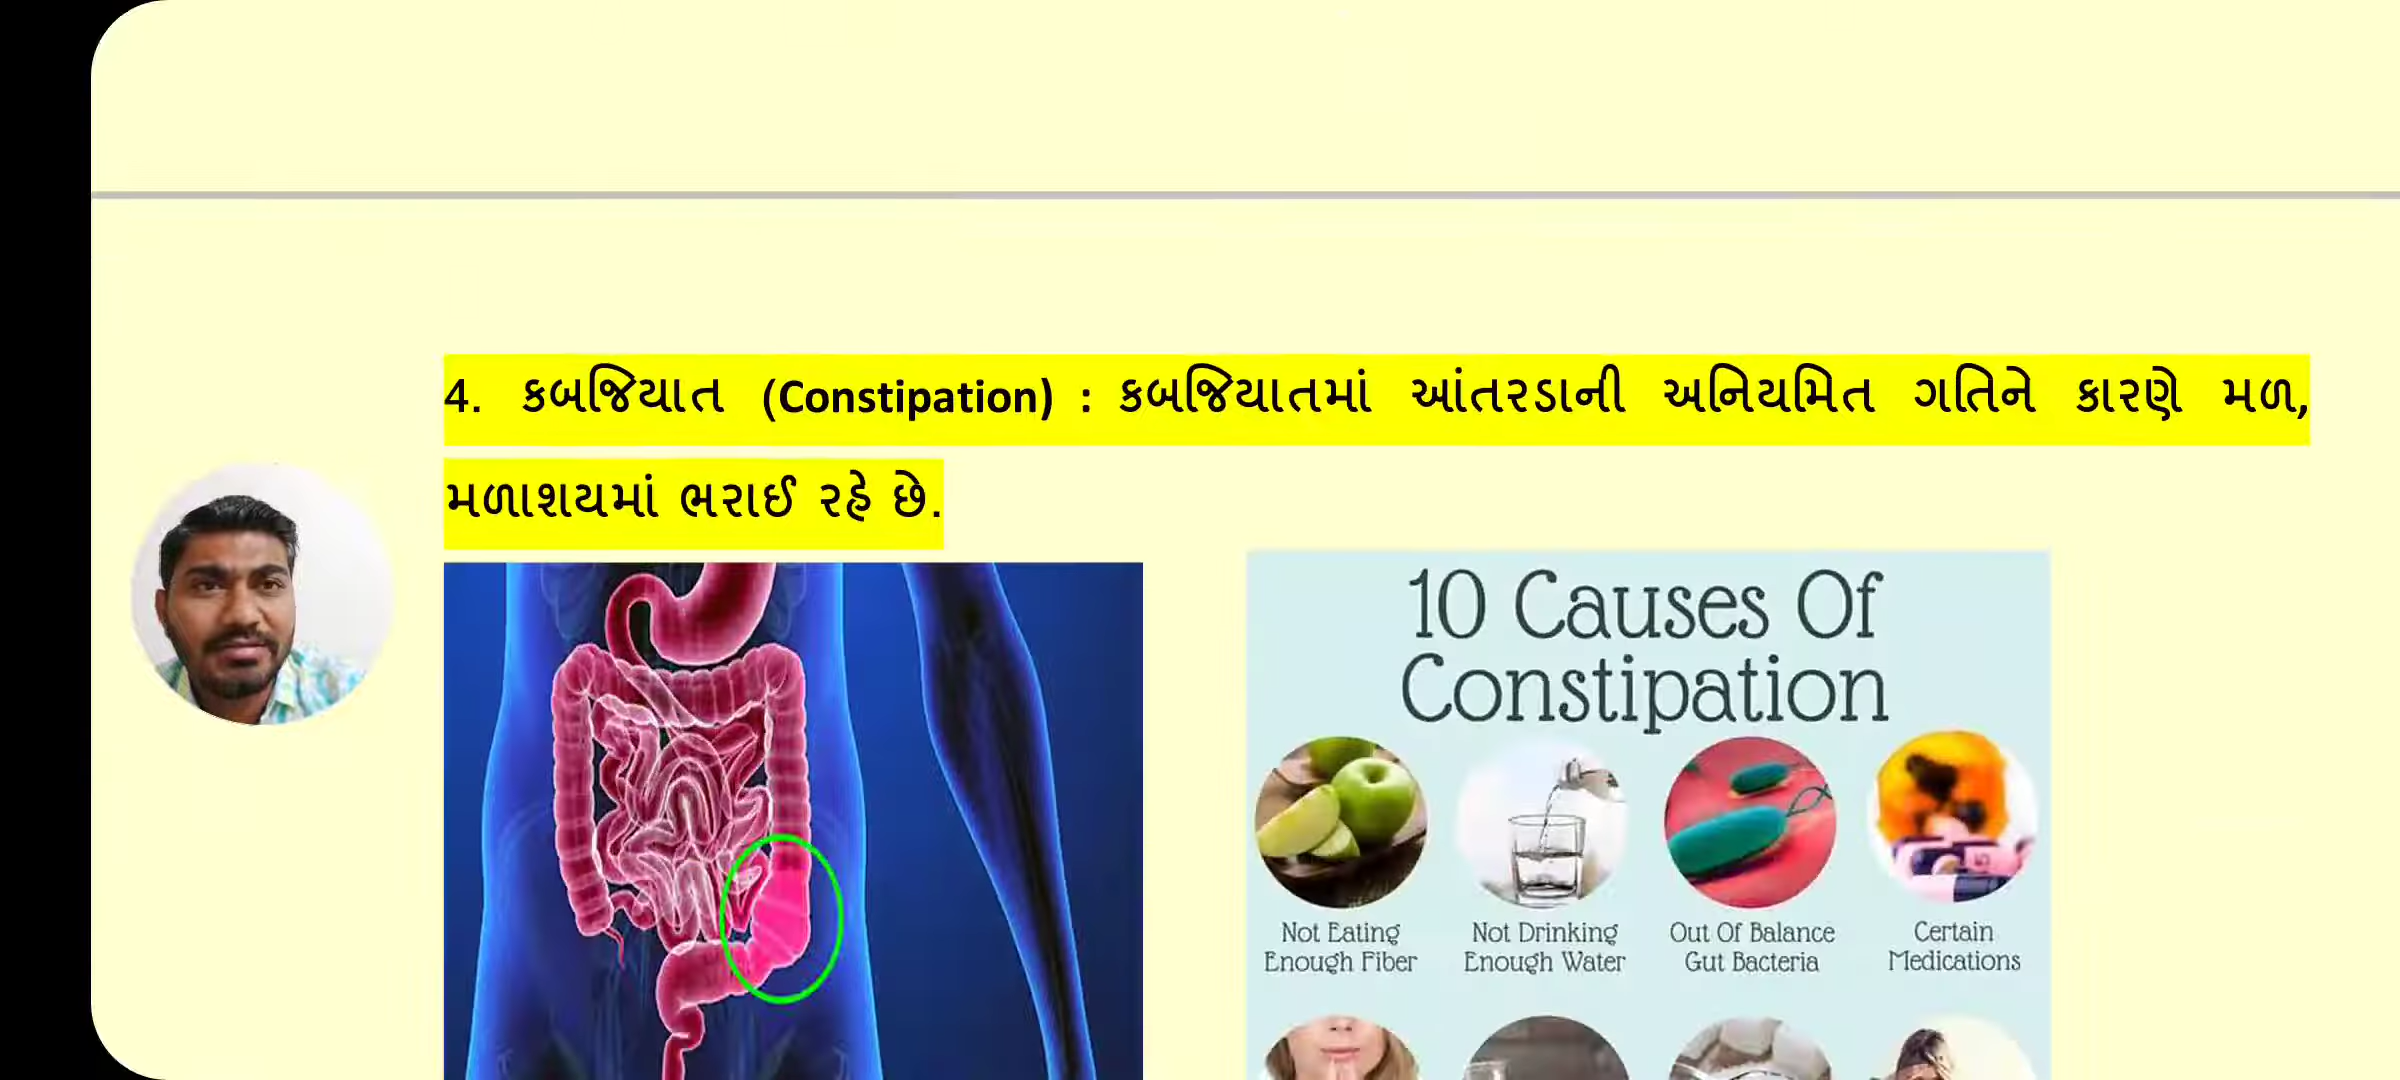 4. કબજિયાત (Constipation) : કબજિયાતમાં આંતરડાની અનિયમિત ગતિને કારણે મળ,
મળાશયમાં ભરાઈ રહે છે.
10 Causes Of
Constipation
Not Eating
Enough Fiber
Not Drinking
Enough Water
Out Of Balance
Gut Bacteria
Certain
Medications